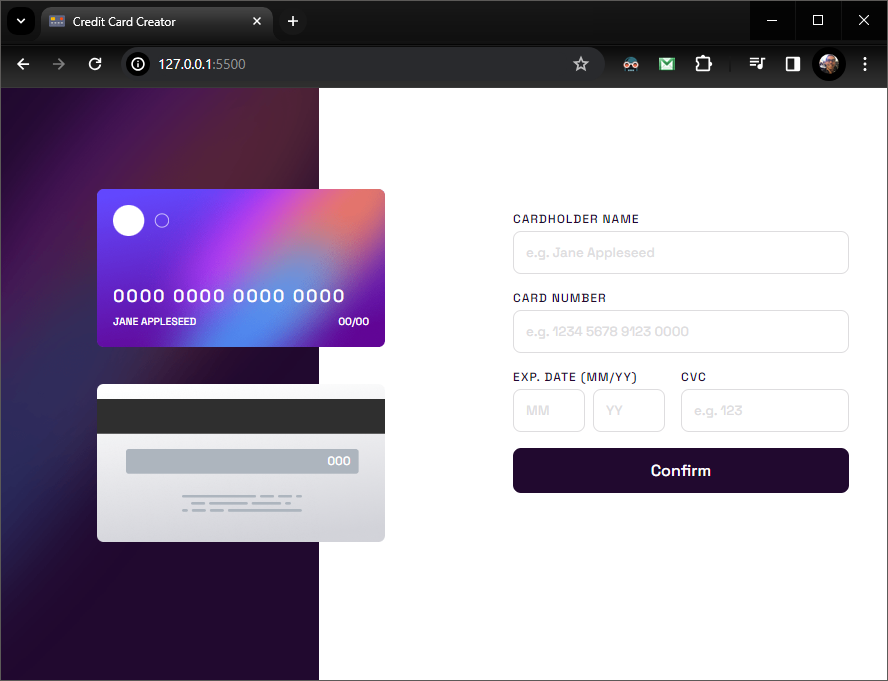 Credit Card Creator
127.0.0.1:5500
0000 0000 0000 0000
JANE APPLESEED 00/00
000
CARDHOLDER NAME
e.g. Jane Appleseed
CARD NUMBER
e.g. 1234 5678 9123 0000
EXP. DATE (MM/YY) CVC
MM YY e.g. 123
Confirm